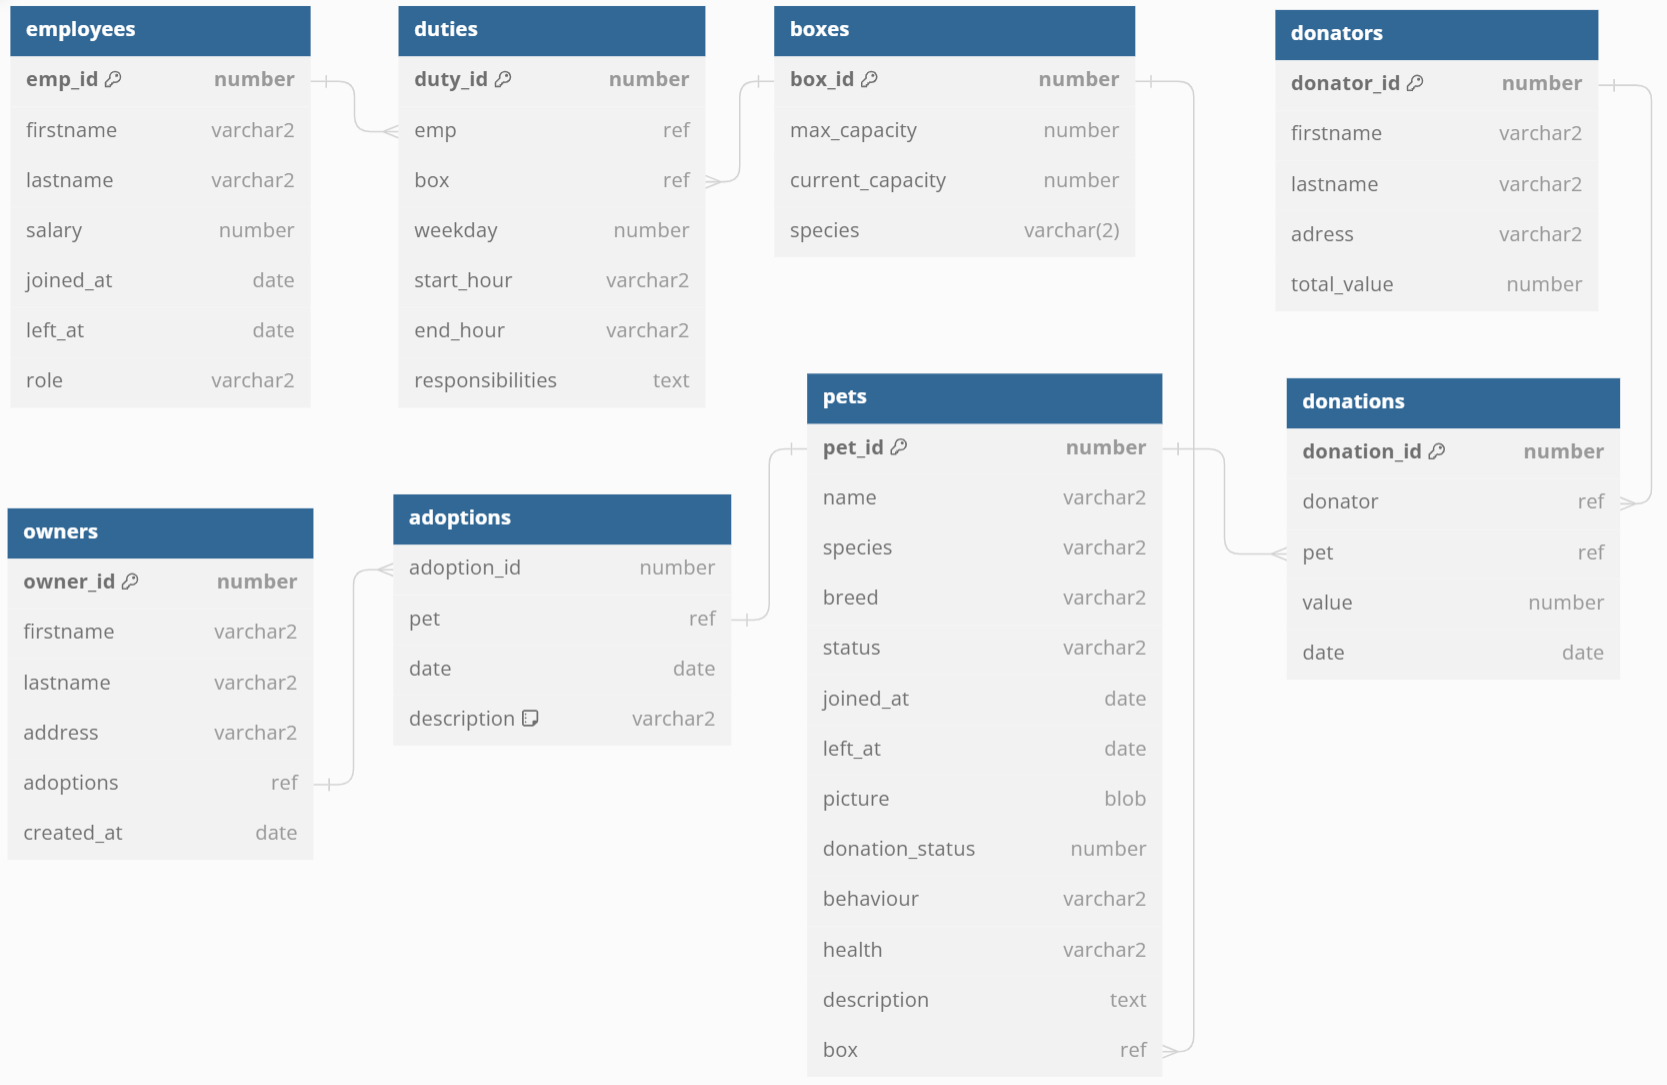 employees
emp_id number
firstname varchar2
lastname varchar2
salary number
joined_at date
left_at date
role varchar2
duties
duty_id number
emp ref
box ref
weekday number
start_hour varchar2
end_hour varchar2
responsibilities text
boxes
box_id number
max_capacity number
current_capacity number
species varchar(2)
donators
donator_id number
firstname varchar2
lastname varchar2
adress varchar2
total_value number
owners
owner_id number
firstname varchar2
lastname varchar2
address varchar2
adoptions ref
created_at date
adoptions
adoption_id number
pet ref
date date
description varchar2
pets
pet_id number
name varchar2
species varchar2
breed varchar2
status varchar2
joined_at date
left_at date
picture blob
donation_status number
behaviour varchar2
health varchar2
description text
box ref
donations
donation_id number
donator ref
pet ref
value number
date date